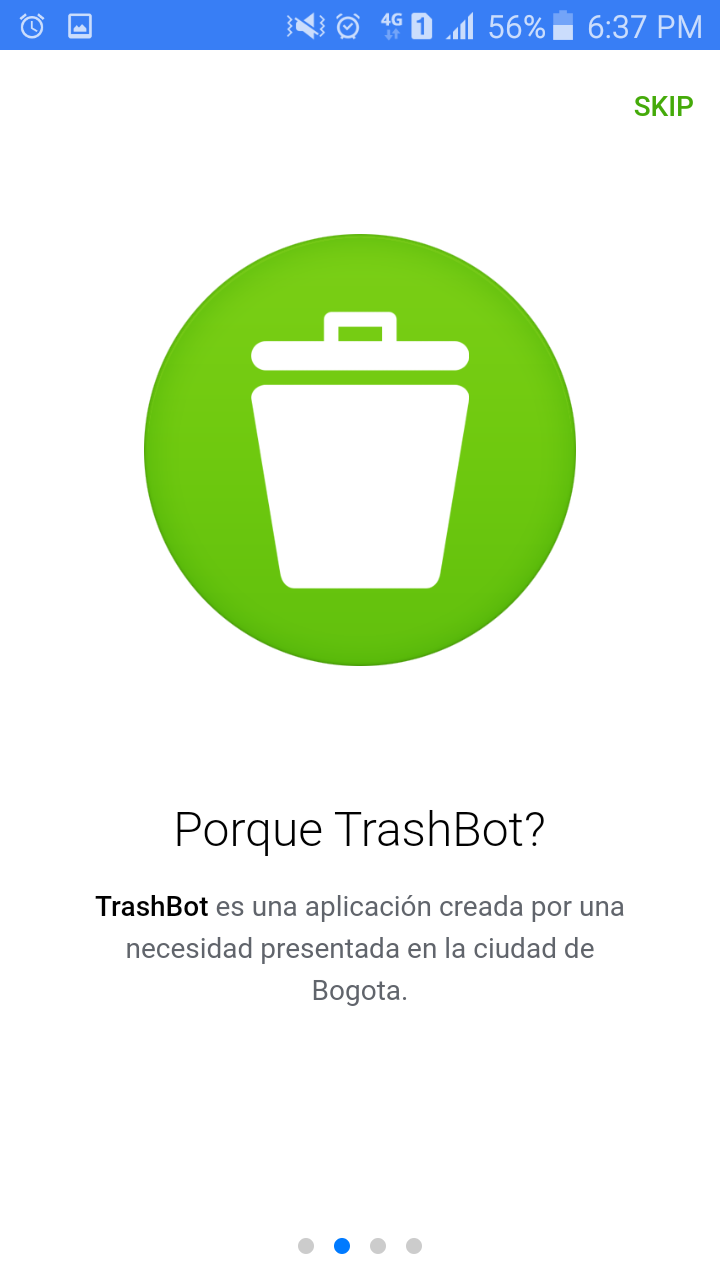 4G 1 56% 6:37 PM
SKIP
Porque TrashBot?
TrashBot es una aplicación creada por una
necesidad presentada en la ciudad de
Bogota.